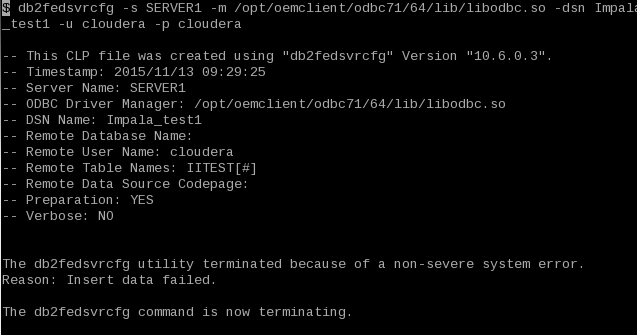 $ db2fedsvrcfg -s SERVER1 -m /opt/oemclient/odbc71/64/lib/libodbc.so -dsn Impala
_test1 -u cloudera -p cloudera
-- This CLP file was created using "db2fedsvrcfg" Version "10.6.0.3".
-- Timestamp: 2015/11/13 09:29:25
-- Server Name: SERVER1
-- ODBC Driver Manager: /opt/oemclient/odbc71/64/lib/libodbc.so
-- DSN Name: Impala_test1
-- Remote Database Name:
-- Remote User Name: cloudera
-- Remote Table Names: IITEST[#]
-- Remote Data Source Codepage:
-- Preparation: YES
-- Verbose: NO
The db2fedsvrcfg utility terminated because of a non-severe system error.
Reason: Insert data failed.
The db2fedsvrcfg command is now terminating.